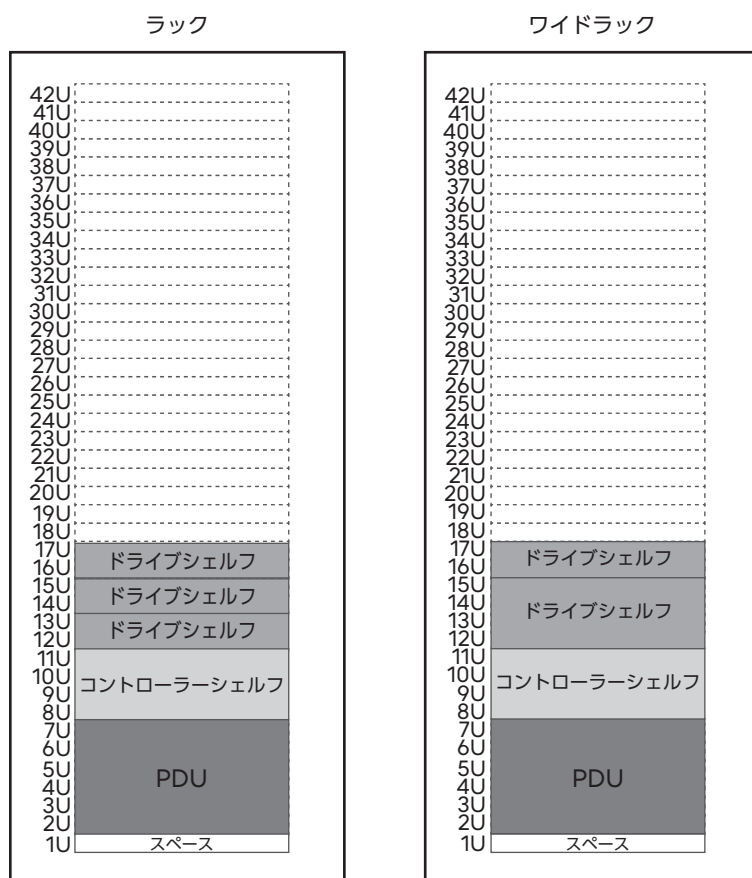 ラック
42U
41U
40U
39U
38U
37U
36U
35U
34U
33U
32U
31U
30U
29U
28U
27U
26U
25U
24U
23U
22U
21U
20U
19U
18U
17U
16U
15U
14U
13U
12U
11U
10U
9U
8U
7U
6U
5U
4U
3U
2U
1U
ドライブシェルフ
ドライブシェルフ
ドライブシェルフ
コントローラーシェルフ
PDU
スペース
ワイドラック
42U
41U
40U
39U
38U
37U
36U
35U
34U
33U
32U
31U
30U
29U
28U
27U
26U
25U
24U
23U
22U
21U
20U
19U
18U
17U
16U
15U
14U
13U
12U
11U
10U
9U
8U
7U
6U
5U
4U
3U
2U
1U
ドライブシェルフ
ドライブシェルフ
コントローラーシェルフ
PDU
スペース